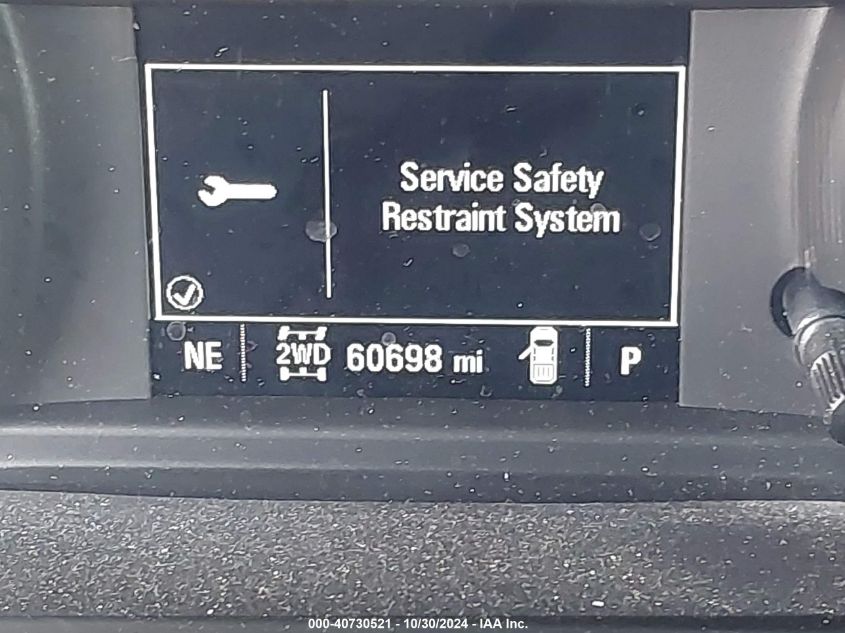 Service Safety
Restraint System
NE 2WD 60698 mi P
000-40730521 - 10/30/2024 - IAA Inc.